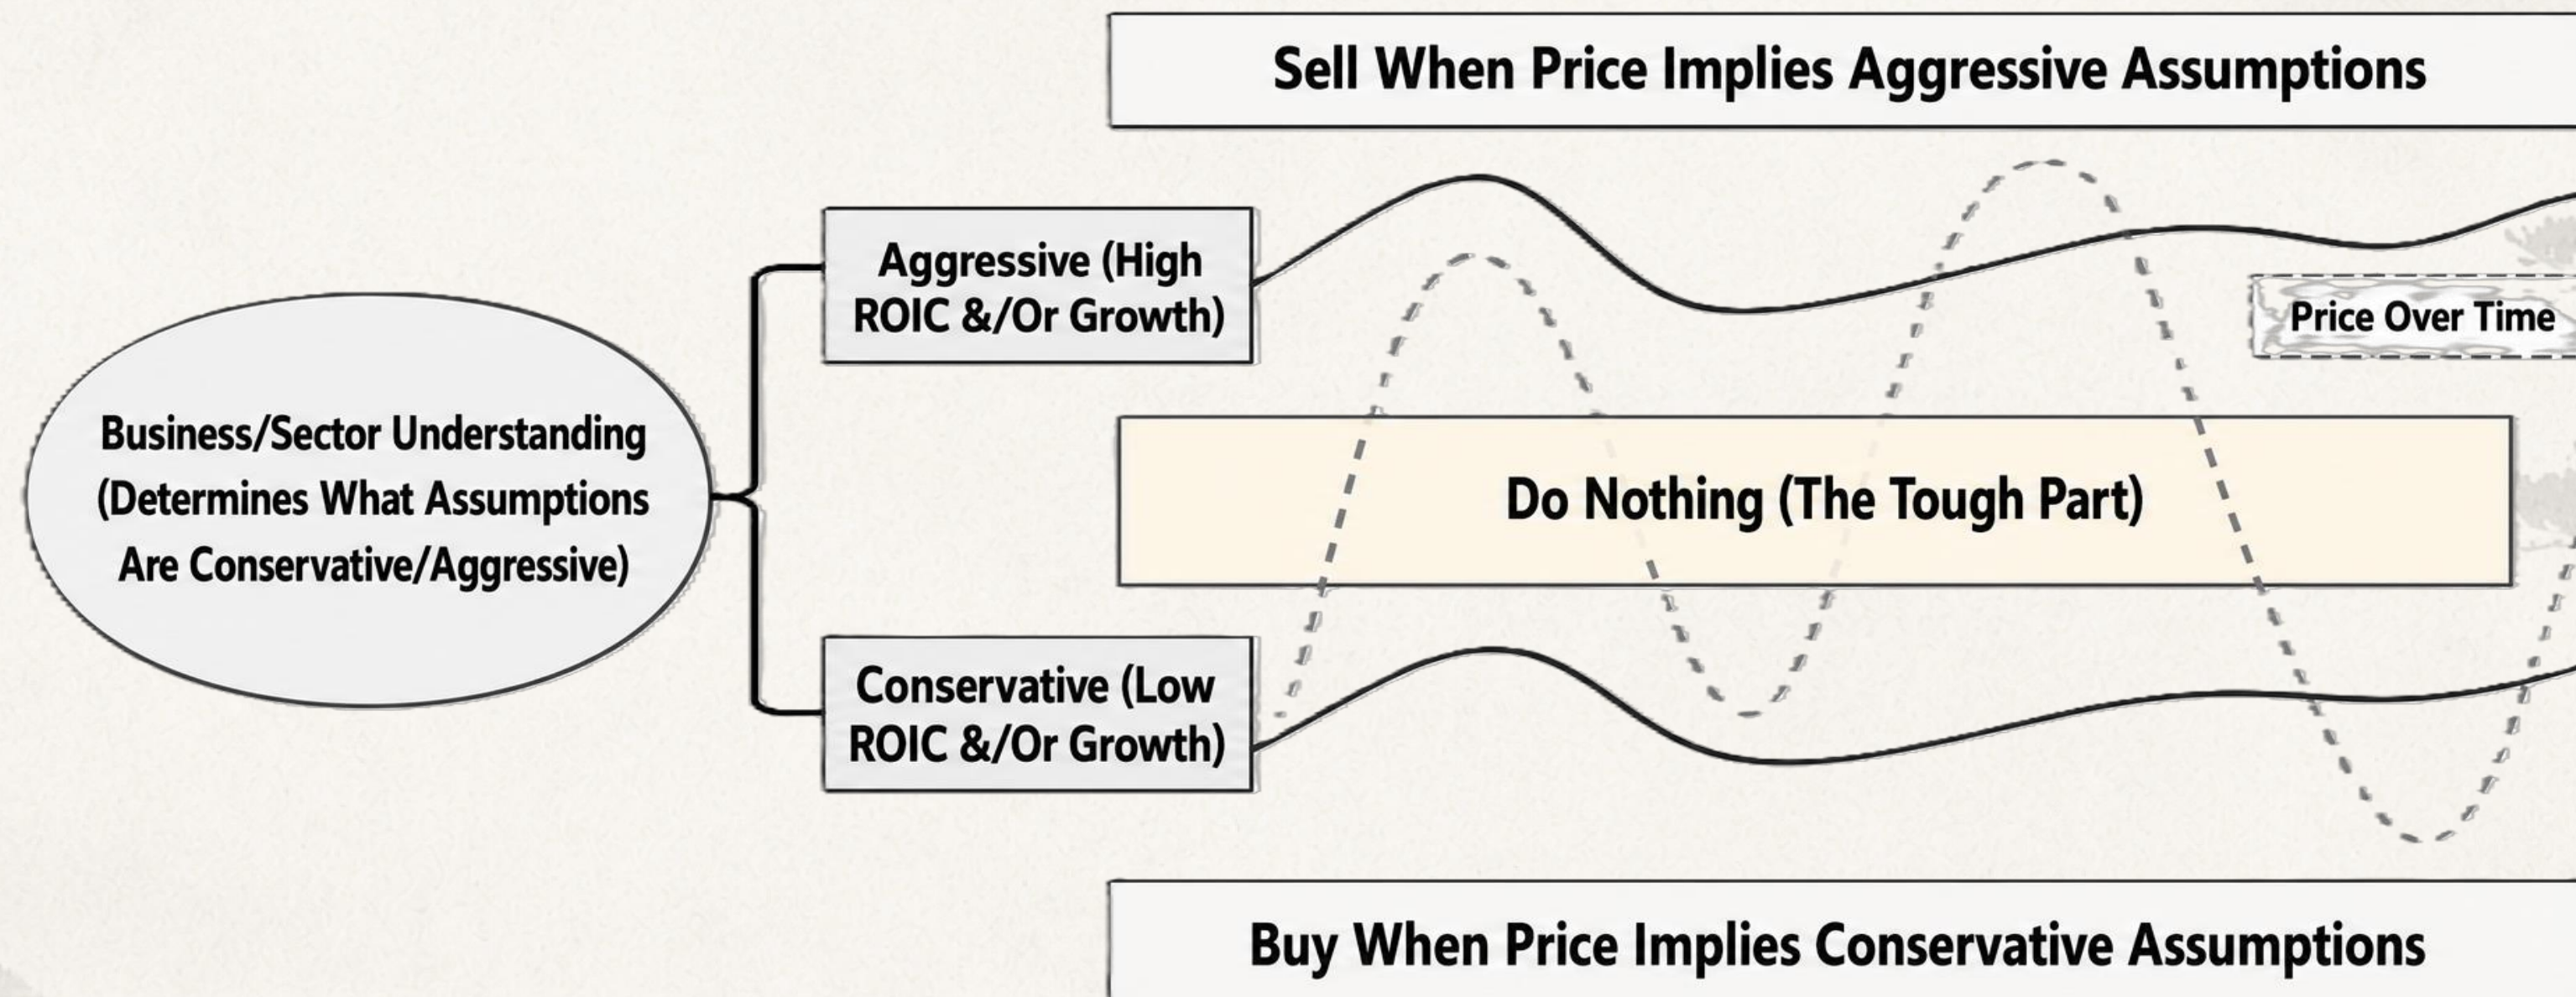 Sell When Price Implies Aggressive Assumptions
Aggressive (High
ROIC &/Or Growth)
Price Over Time
Business/Sector Understanding
(Determines What Assumptions
Are Conservative/Aggressive)
Do Nothing (The Tough Part)
Conservative (Low
ROIC &/Or Growth)
Buy When Price Implies Conservative Assumptions